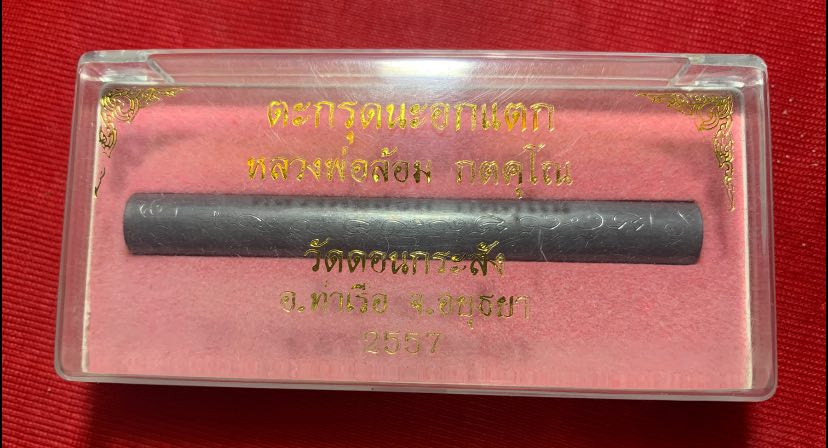 ตะกรุดนะอกแตก
หลวงพ่อล้อม กตคุโณ
วัดดอนกระสัง
อ.ท่าเรือ จ.อยุธยา
2557